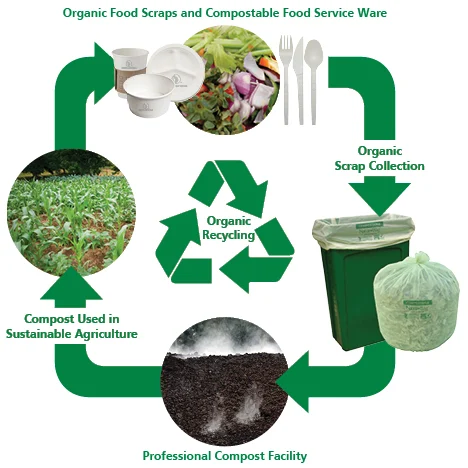 Organic Food Scraps and Compostable Food Service Ware
Organic
Scrap Collection
Organic
Recycling
Compost Used in
Sustainable Agriculture
Professional Compost Facility